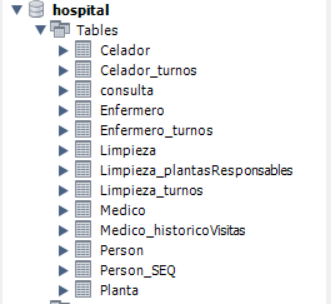 hospital
Tables
Celador
Celador_turnos
consulta
Enfermero
Enfermero_turnos
Limpieza
Limpieza_plantasResponsables
Limpieza_turnos
Medico
Medico_historicoVisitas
Person
Person_SEQ
Planta